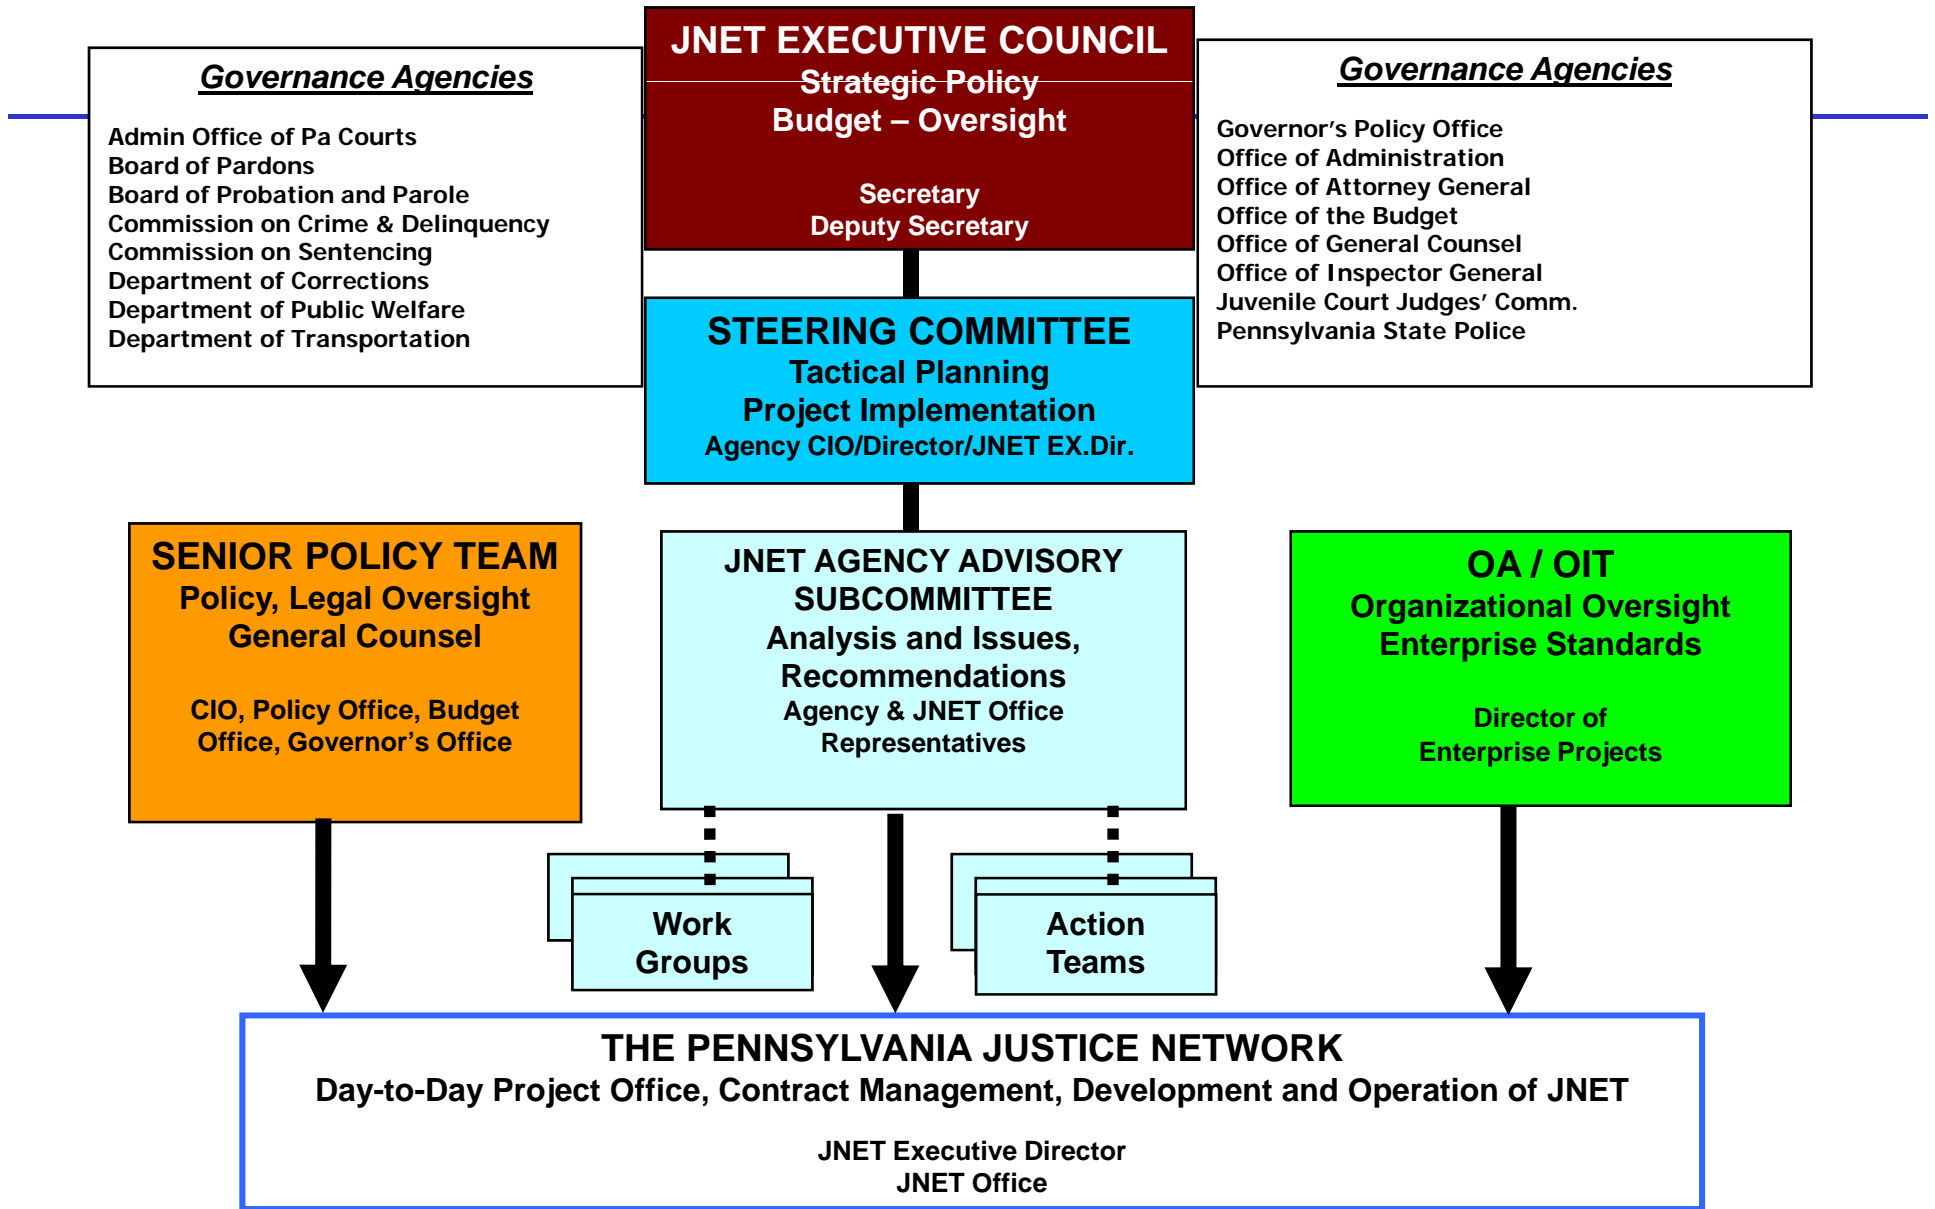 JNET EXECUTIVE COUNCIL
Strategic Policy
Budget – Oversight
Secretary
Deputy Secretary
Governance Agencies
Admin Office of Pa Courts
Board of Pardons
Board of Probation and Parole
Commission on Crime & Delinquency
Commission on Sentencing
Department of Corrections
Department of Public Welfare
Department of Transportation
Governance Agencies
Governor's Policy Office
Office of Administration
Office of Attorney General
Office of the Budget
Office of General Counsel
Office of Inspector General
Juvenile Court Judges' Comm.
Pennsylvania State Police
STEERING COMMITTEE
Tactical Planning
Project Implementation
Agency CIO/Director/JNET EX.Dir.
SENIOR POLICY TEAM
Policy, Legal Oversight
General Counsel
CIO, Policy Office, Budget
Office, Governor's Office
JNET AGENCY ADVISORY
SUBCOMMITTEE
Analysis and Issues,
Recommendations
Agency & JNET Office
Representatives
OA / OIT
Organizational Oversight
Enterprise Standards
Director of
Enterprise Projects
Work
Groups
Action
Teams
THE PENNSYLVANIA JUSTICE NETWORK
Day-to-Day Project Office, Contract Management, Development and Operation of JNET
JNET Executive Director
JNET Office